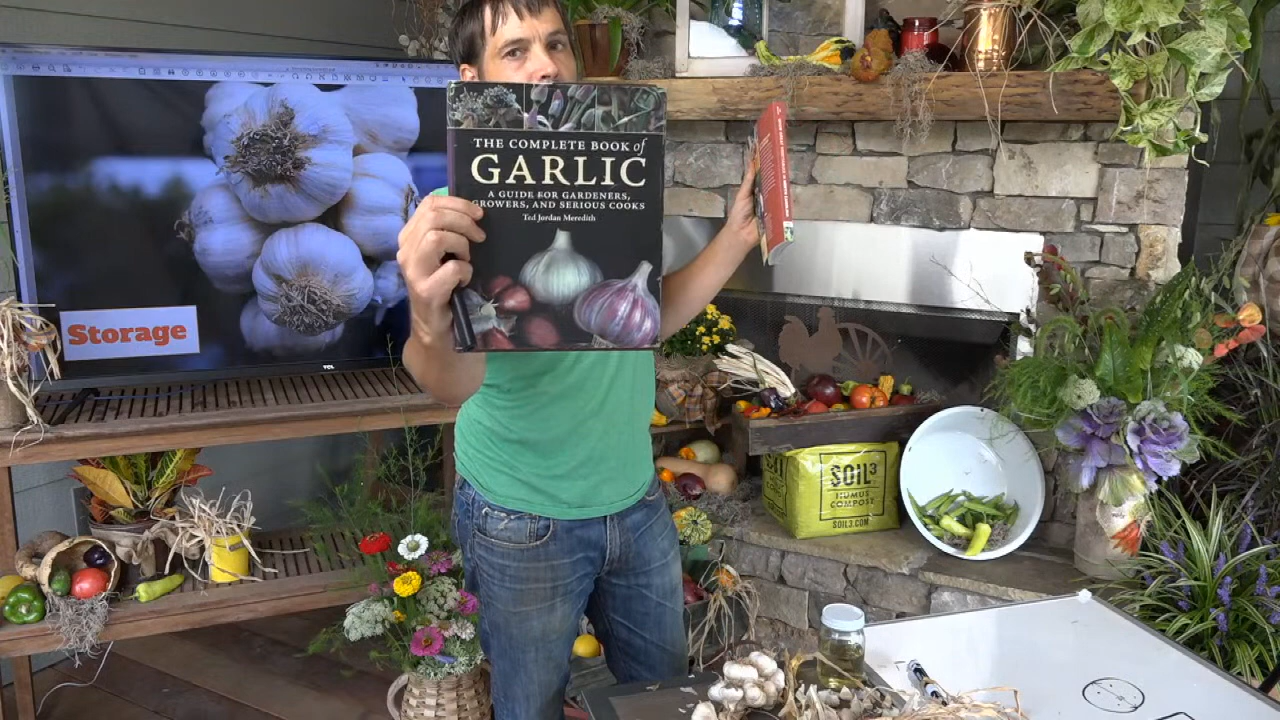 THE COMPLETE BOOK of
GARLIC
A GUIDE FOR GARDENERS,
GROWERS, AND SERIOUS COOKS
Ted Jordan Meredith
Storage
TCL
SOIL³
HUMUS
COMPOST
SOIL3.COM